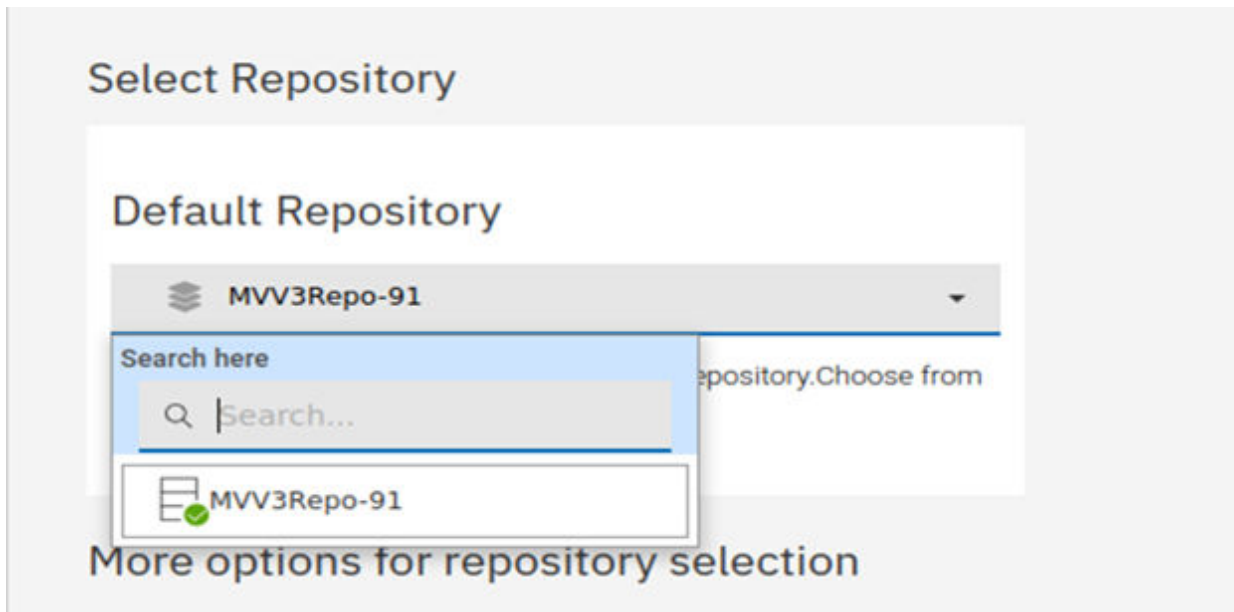 Select Repository
Default Repository
MVV3Repo-91
Search here
epository.Choose from
Search...
MVV3Repo-91
More options for repository selection